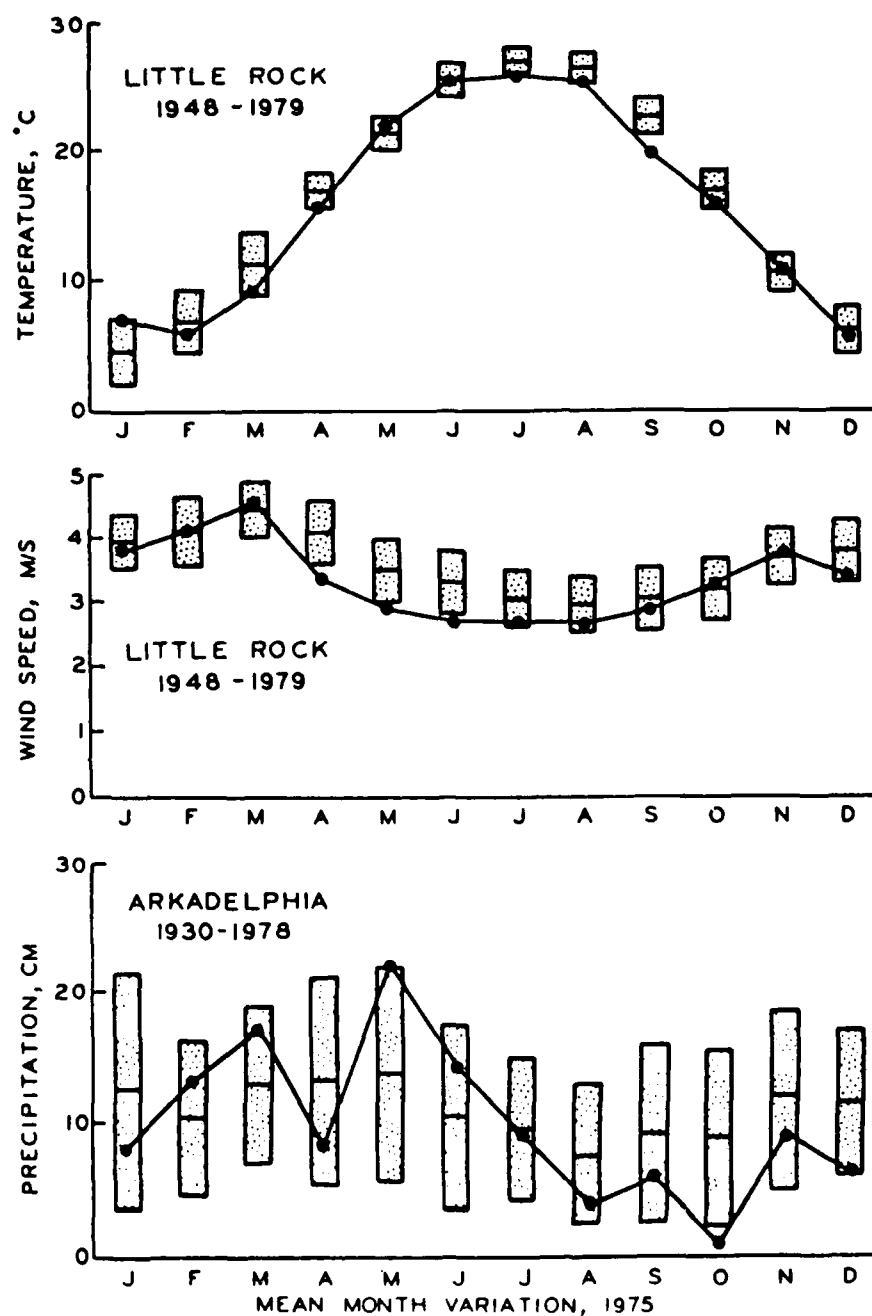 30
20
10
0
TEMPERATURE, °C
LITTLE ROCK
1948 - 1979
J F M A M J J A S O N D
5
4
3
2
1
0
WIND SPEED, M/S
LITTLE ROCK
1948 - 1979
J F M A M J J A S O N D
30
20
10
0
PRECIPITATION, CM
ARKADELPHIA
1930-1978
J F M A M J J A S O N D
MEAN MONTH VARIATION, 1975